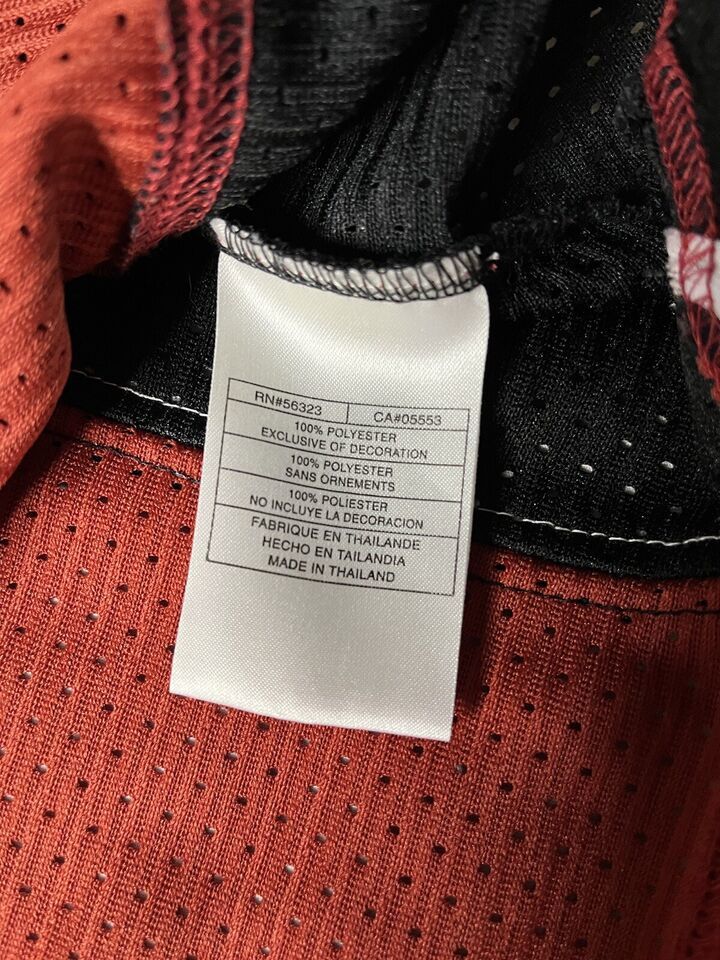 RN#56323 CA#05553
100% POLYESTER
EXCLUSIVE OF DECORATION
100% POLYESTER
SANS ORNEMENTS
100% POLIESTER
NO INCLUYE LA DECORACION
FABRIQUE EN THAILANDE
HECHO EN TAILANDIA
MADE IN THAILAND